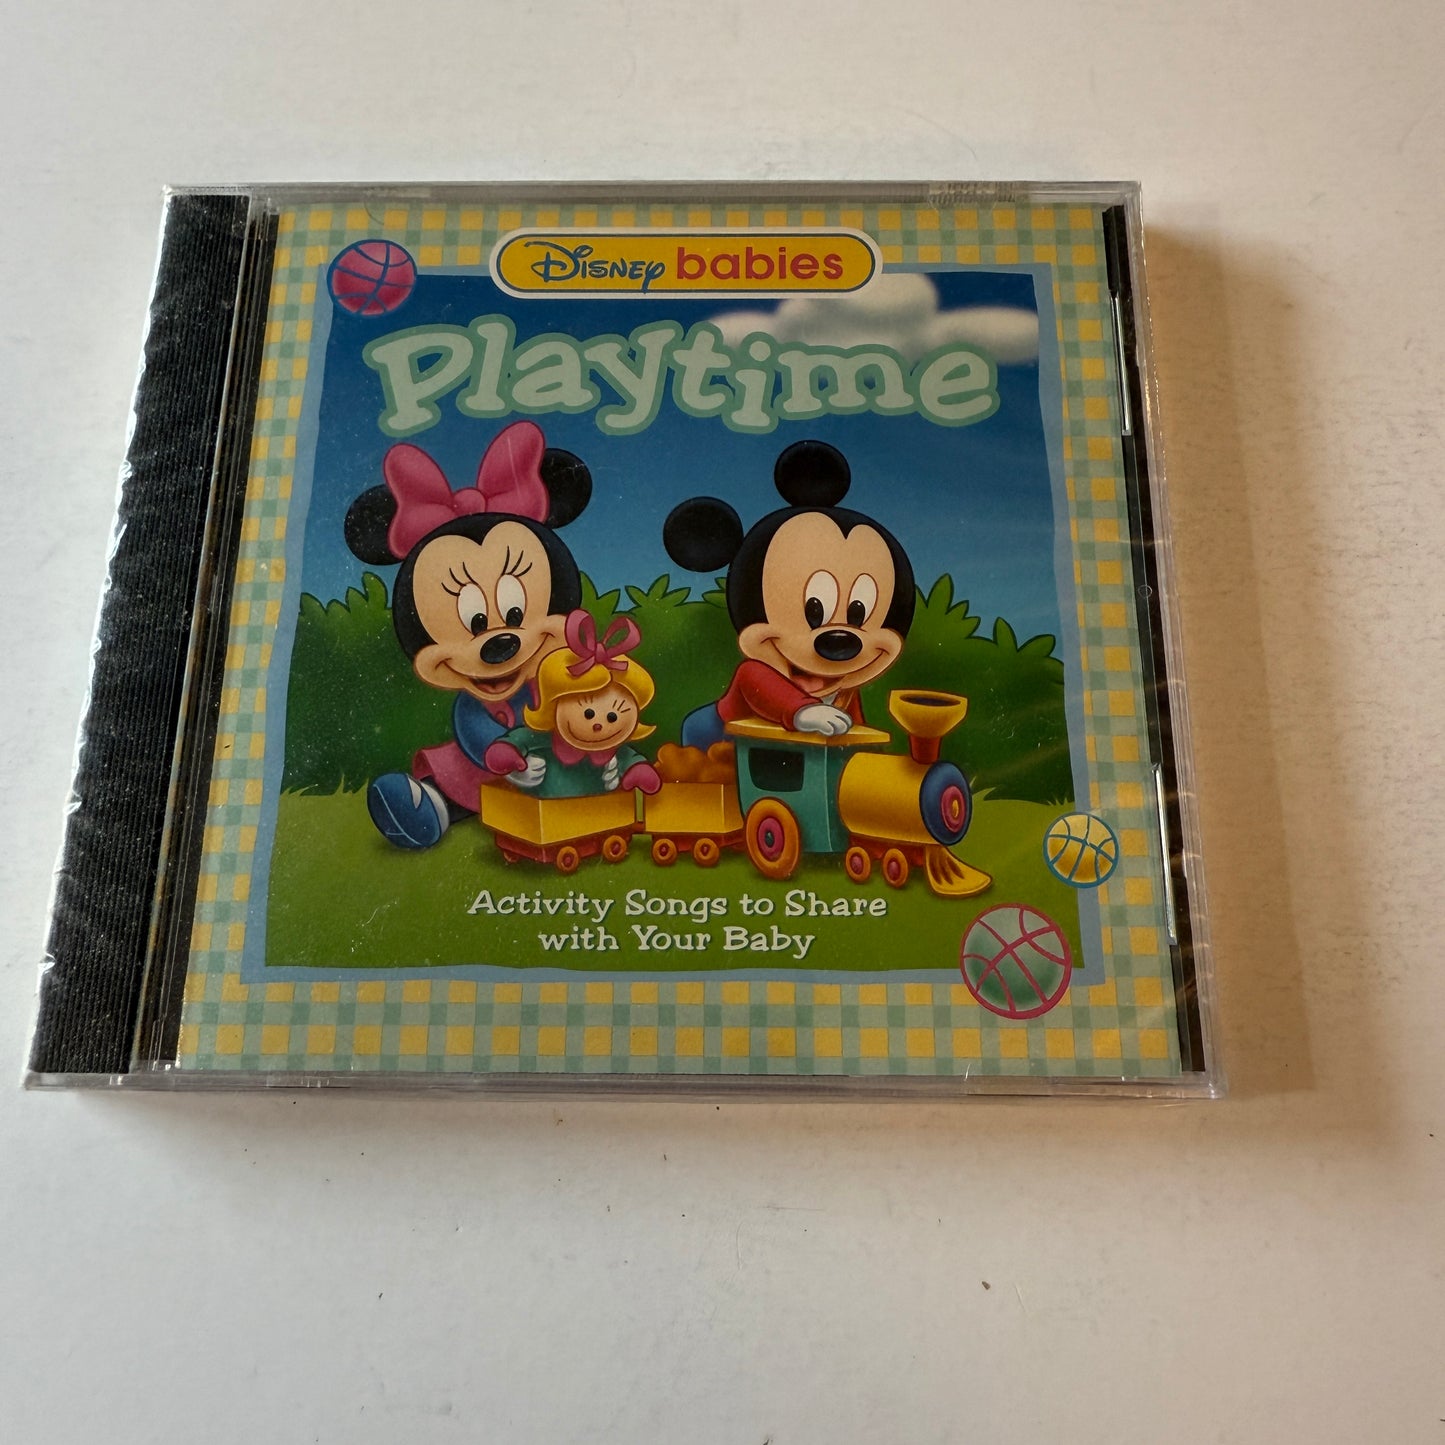 Disney babies
Playtime
Activity Songs to Share
with Your Baby